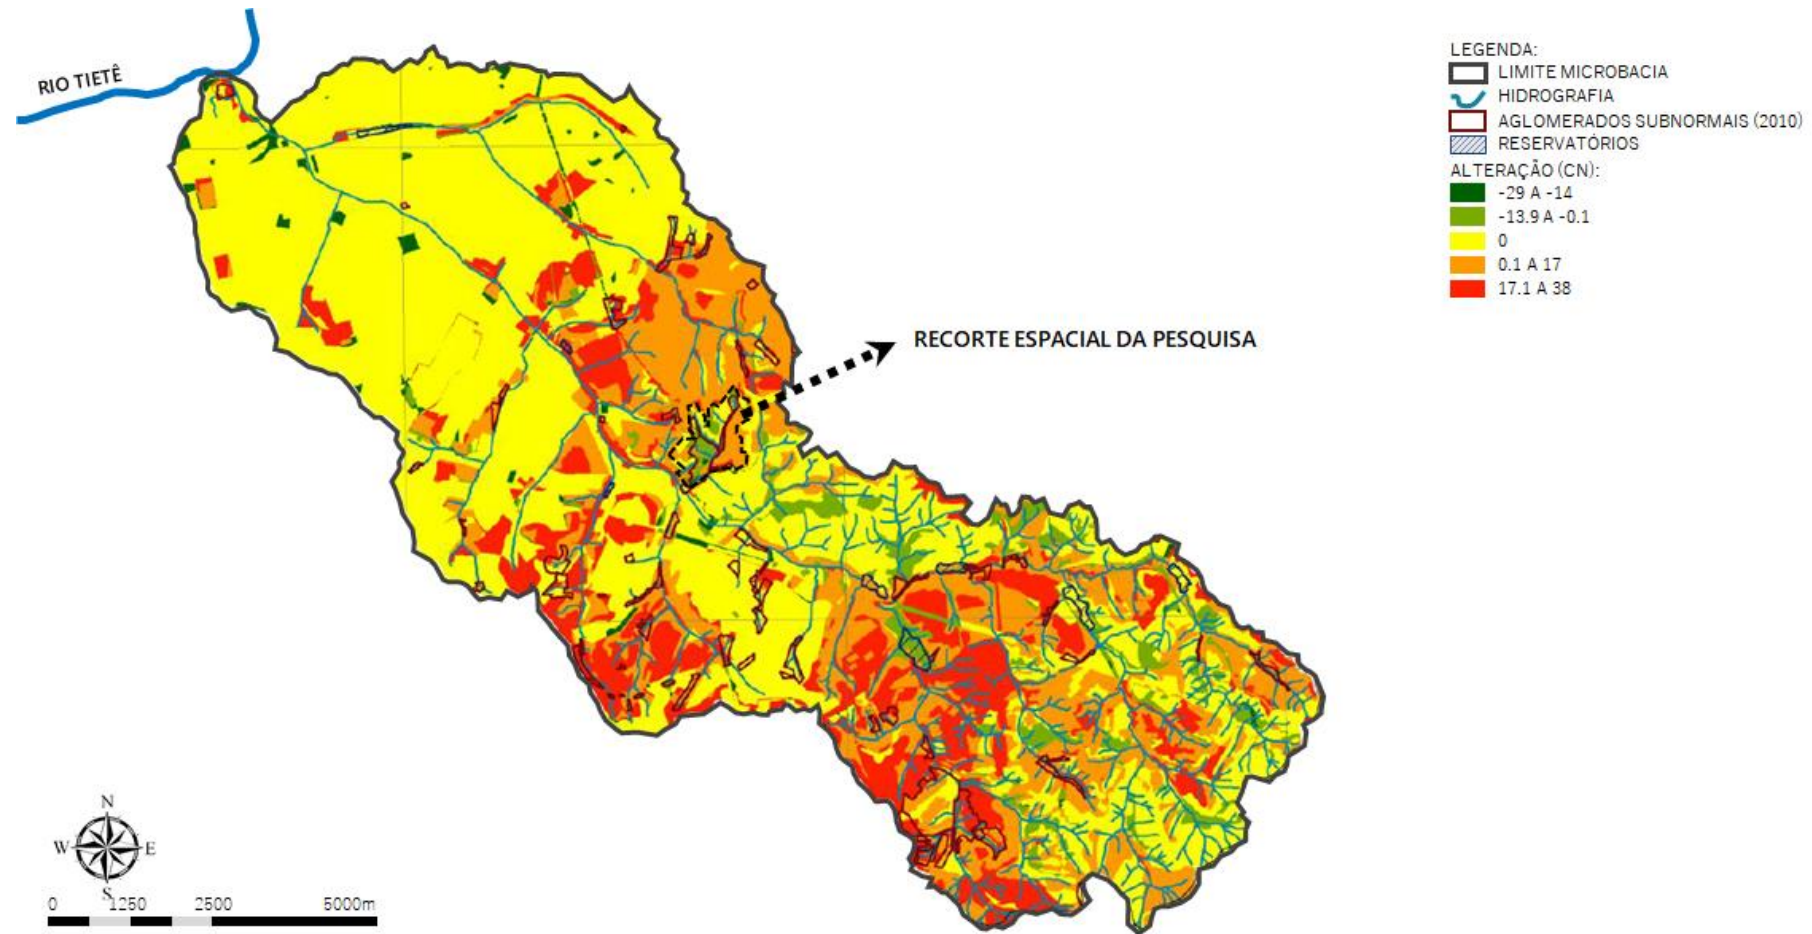 RIO TIETÊ
LEGENDA:
LIMITE MICROBACIA
HIDROGRAFIA
AGLOMERADOS SUBNORMAIS (2010)
RESERVATÓRIOS
ALTERAÇÃO (CN):
-29 A -14
-13.9 A -0.1
0
0.1 A 17
17.1 A 38
RECORTE ESPACIAL DA PESQUISA
N
W E
S
0 1250 2500 5000m